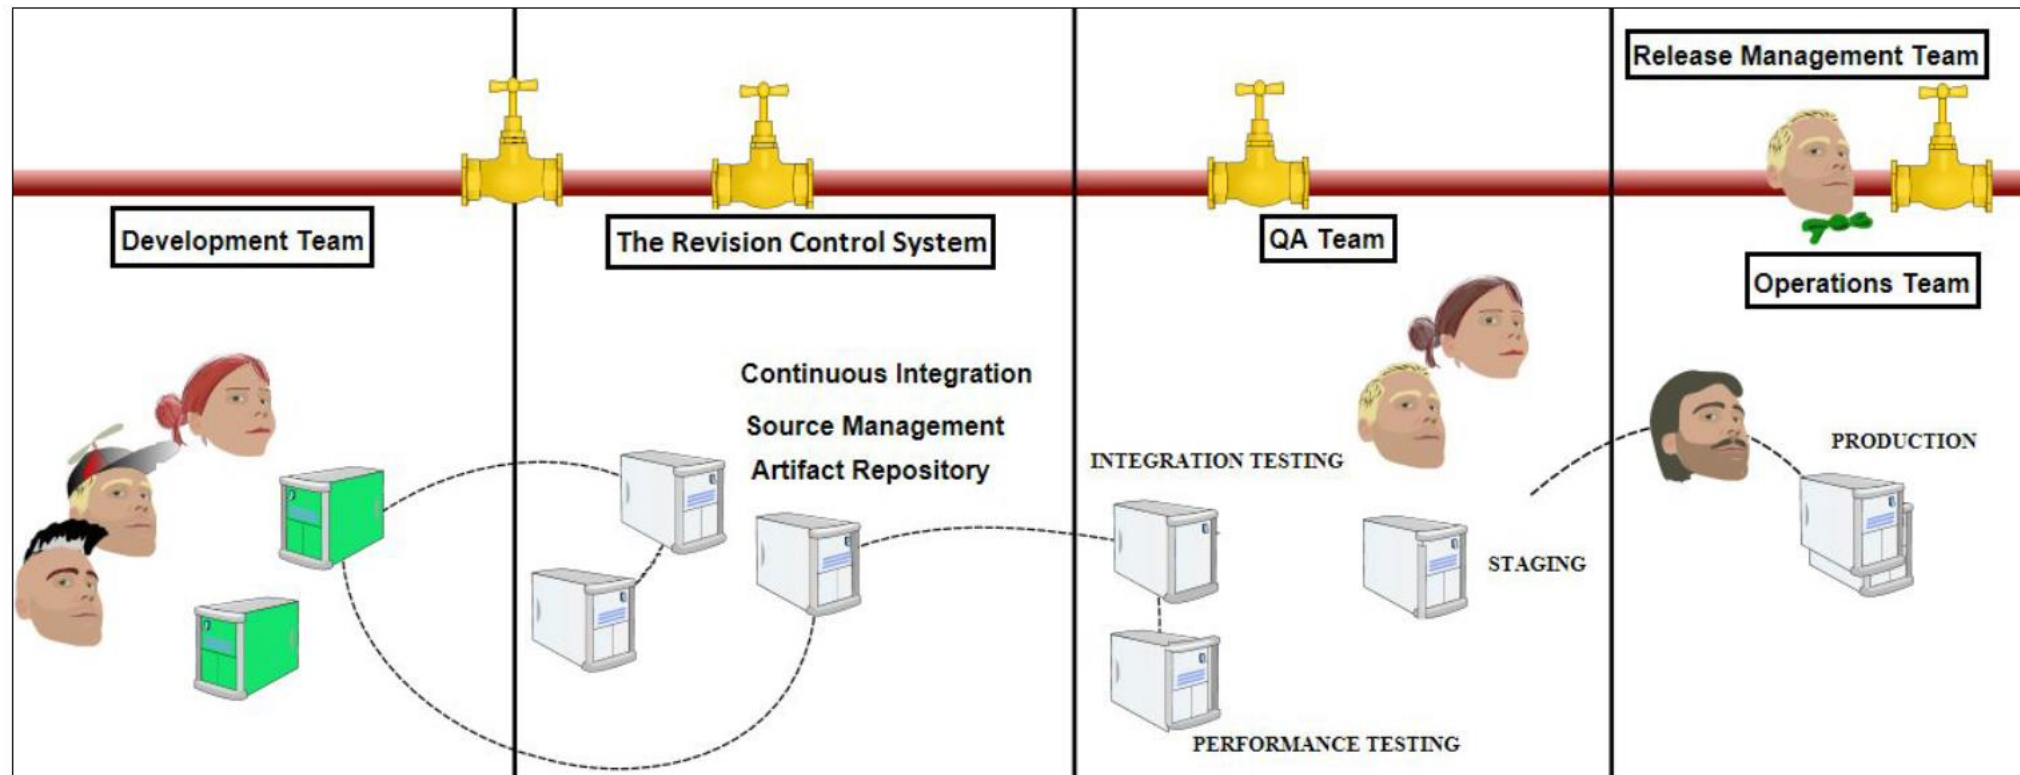 Release Management Team
Development Team
The Revision Control System
QA Team
Operations Team
Continuous Integration
Source Management
Artifact Repository
INTEGRATION TESTING
PRODUCTION
STAGING
PERFORMANCE TESTING